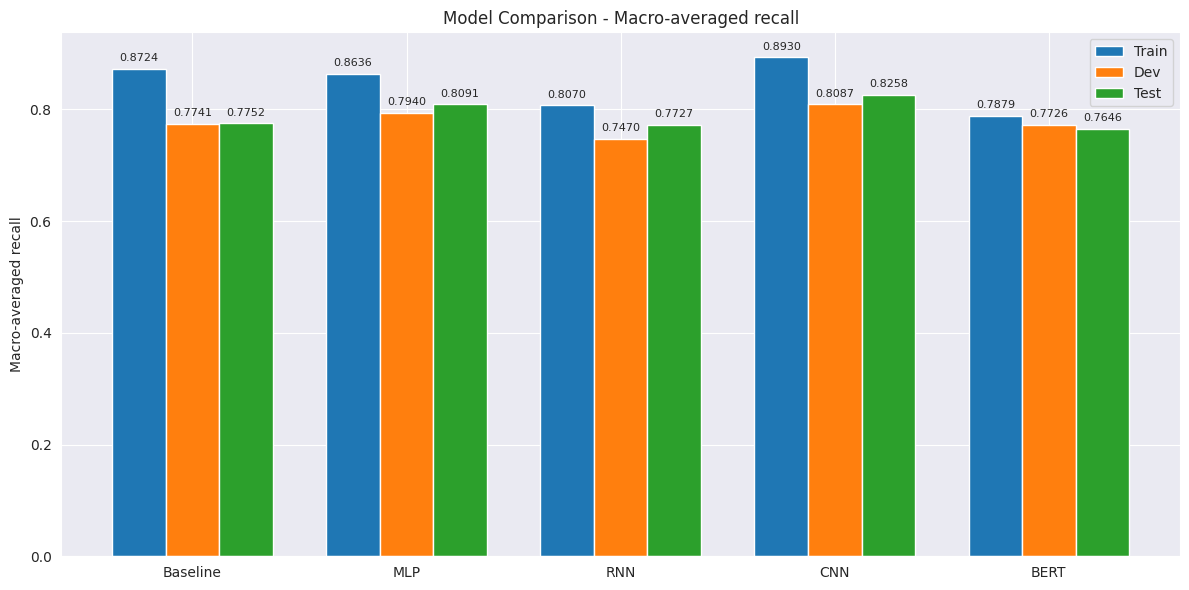 Model Comparison - Macro-averaged recall
Macro-averaged recall
0.8
0.6
0.4
0.2
0.0
0.8724
0.7741
0.7752
0.8636
0.7940
0.8091
0.8070
0.7470
0.7727
0.8930
0.8087
0.8258
0.7879
0.7726
0.7646
Train
Dev
Test
Baseline
MLP
RNN
CNN
BERT